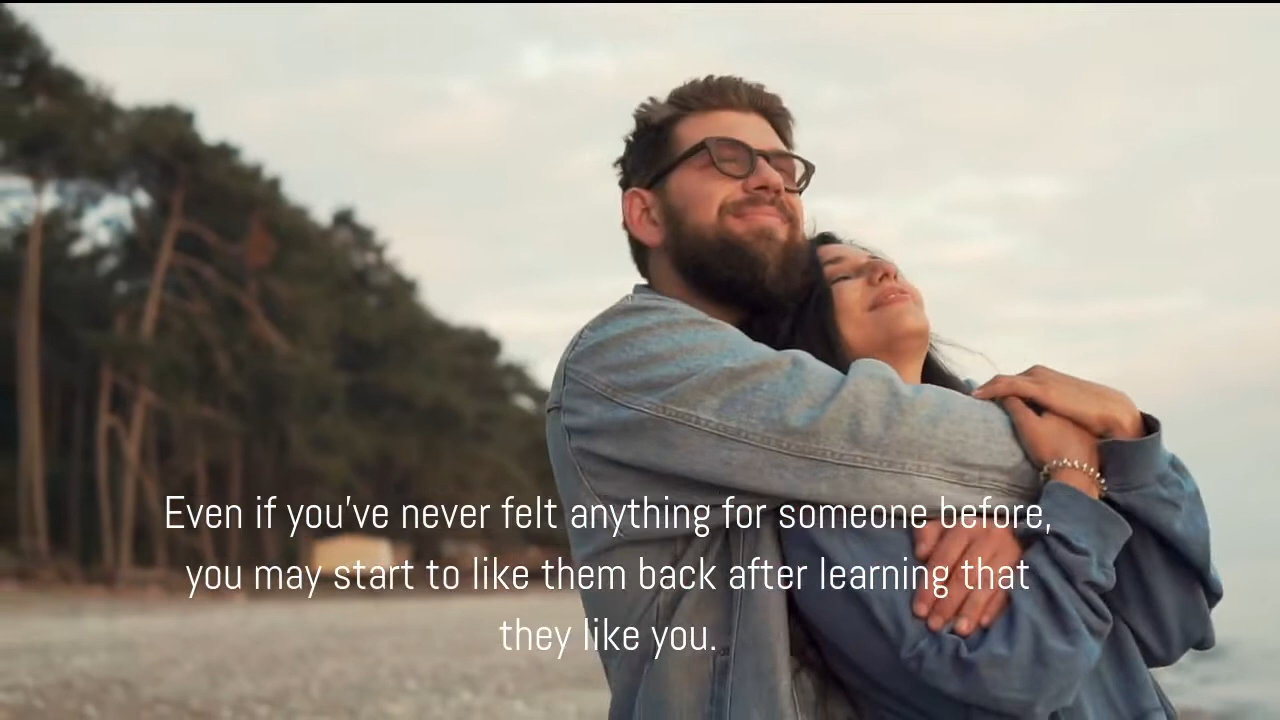 Even if you've never felt anything for someone before,
you may start to like them back after learning that
they like you.